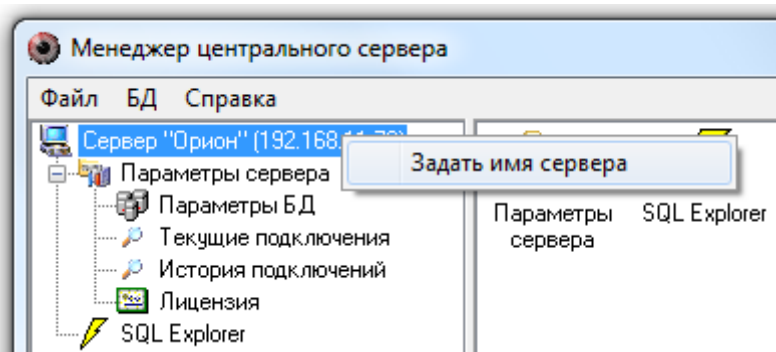 Менеджер центрального сервера
Файл БД Справка
Сервер "Орион" (192.168.11.
Задать имя сервера
Параметры сервера
Параметры БД
Текущие подключения
История подключений
Лицензия
SQL Explorer
Параметры сервера
SQL Explorer